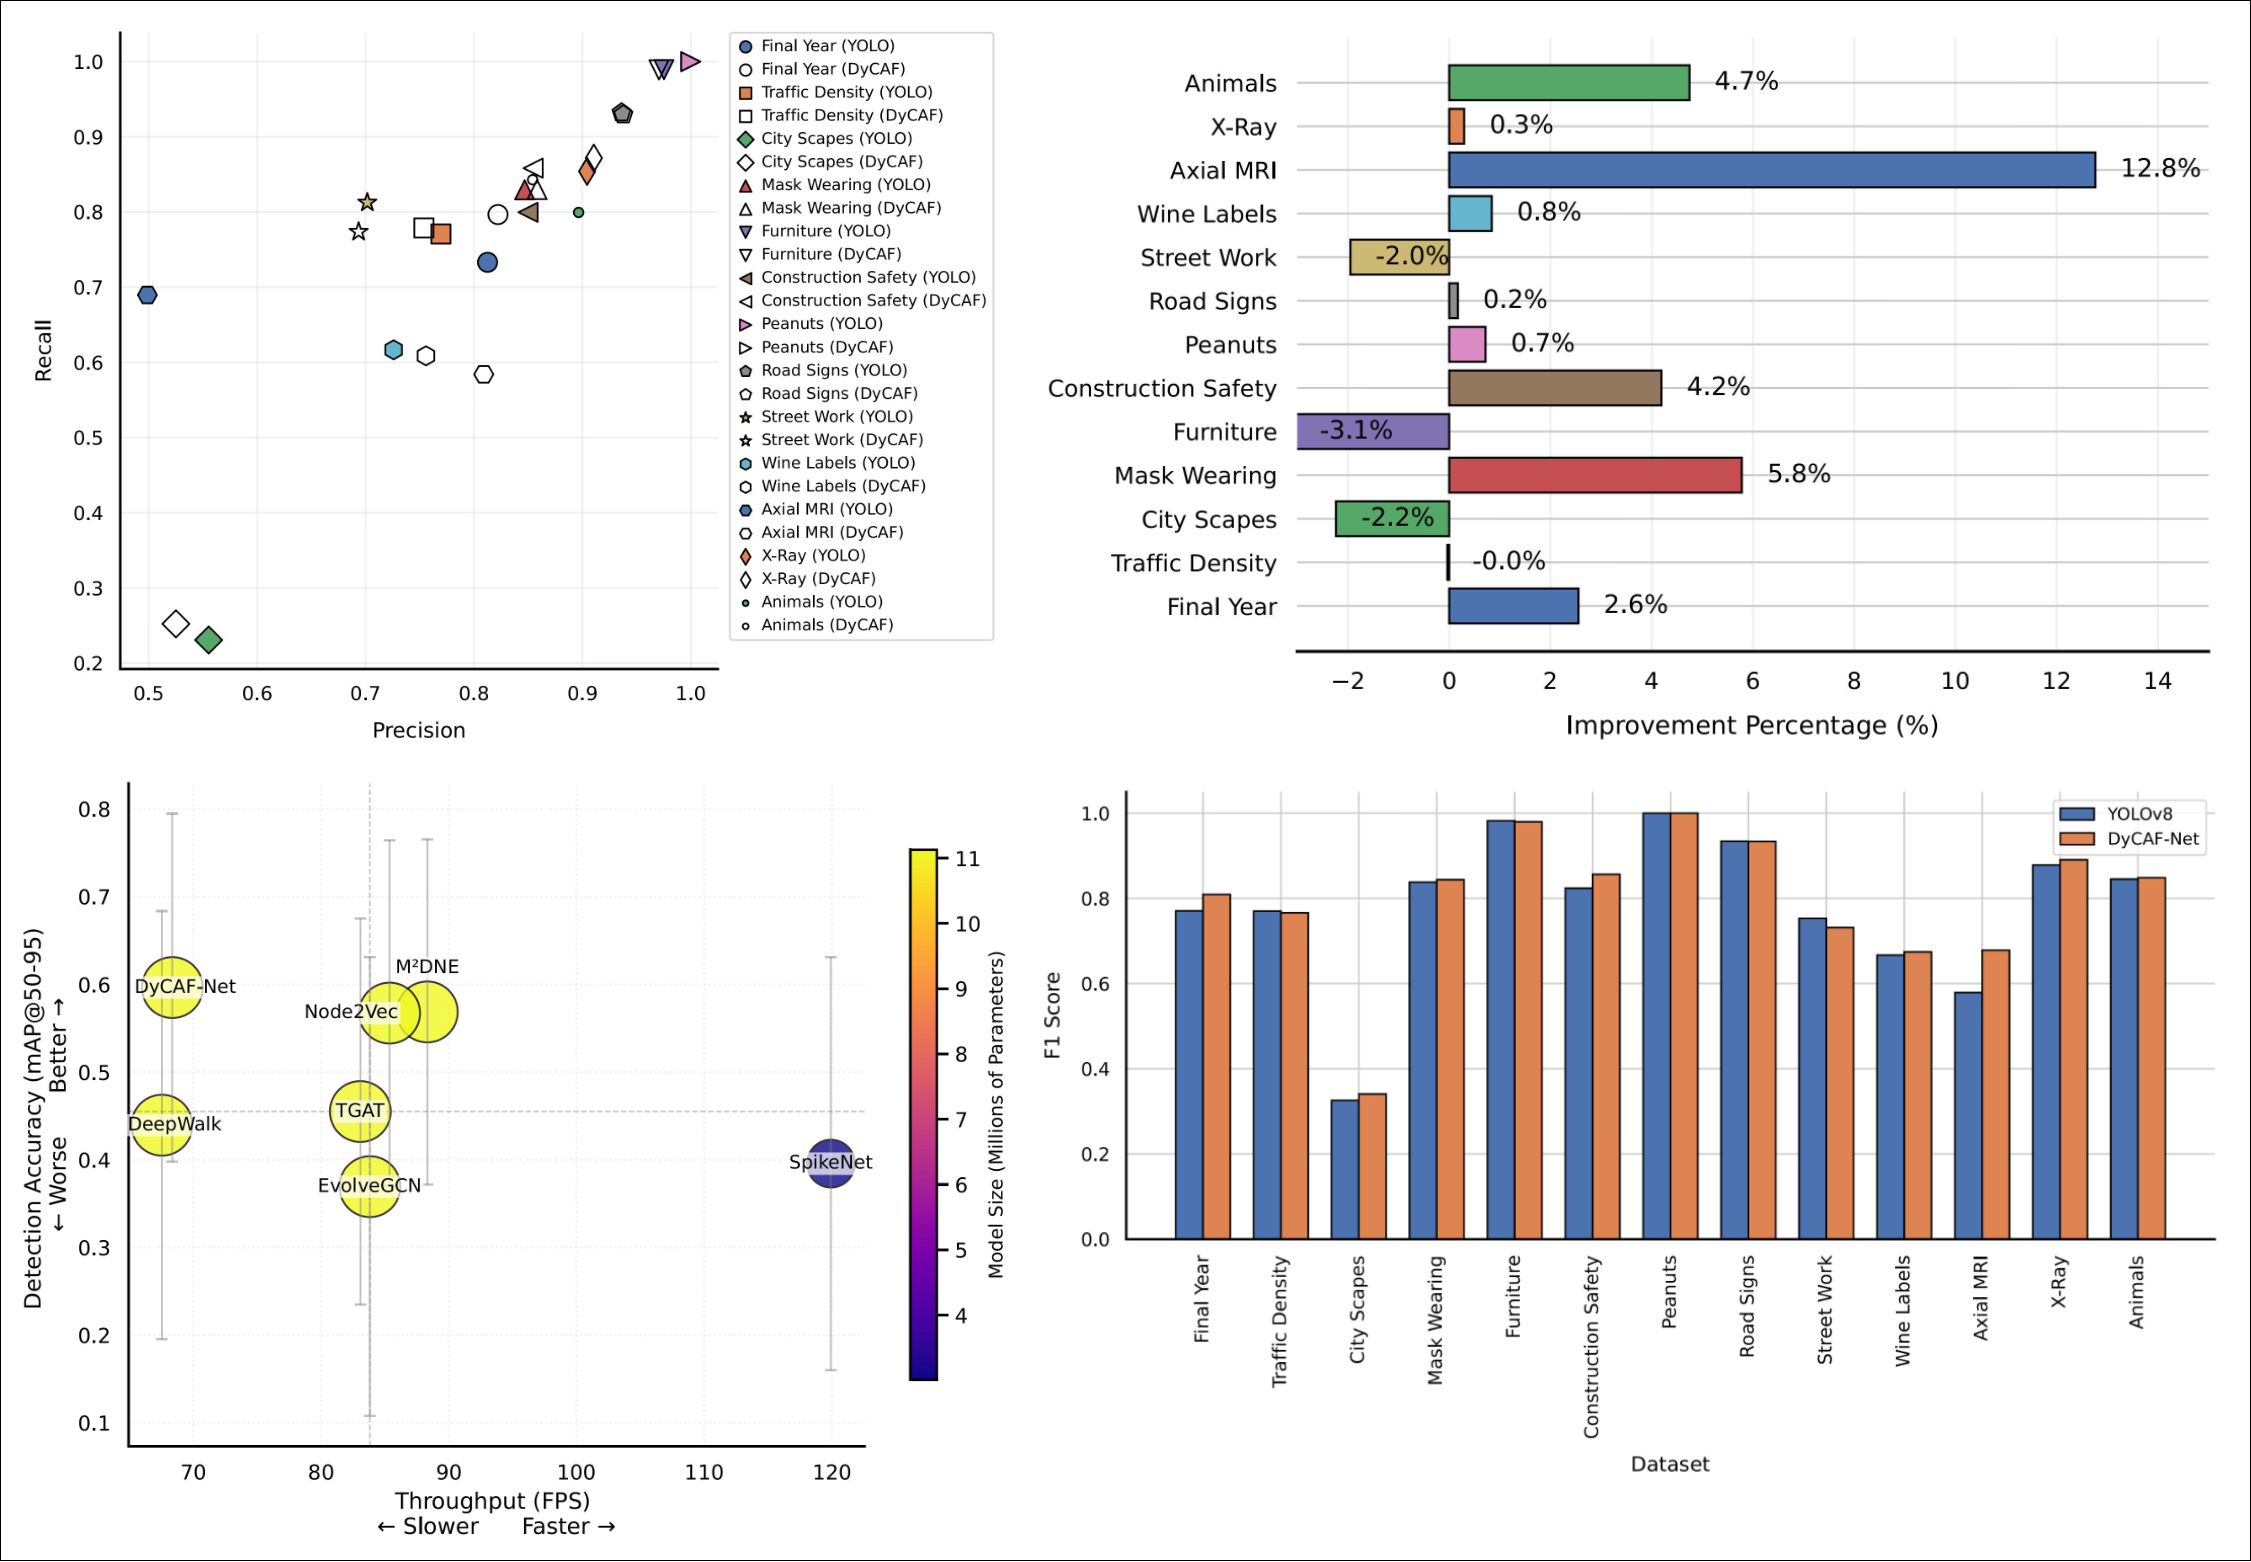 1.0
0.9
0.8
0.7
0.6
0.5
0.4
0.3
0.2
Recall
0.5 0.6 0.7 0.8 0.9 1.0
Precision
Final Year (YOLO)
Final Year (DyCAF)
Traffic Density (YOLO)
Traffic Density (DyCAF)
City Scapes (YOLO)
City Scapes (DyCAF)
Mask Wearing (YOLO)
Mask Wearing (DyCAF)
Furniture (YOLO)
Furniture (DyCAF)
Construction Safety (YOLO)
Construction Safety (DyCAF)
Peanuts (YOLO)
Peanuts (DyCAF)
Road Signs (YOLO)
Road Signs (DyCAF)
Street Work (YOLO)
Street Work (DyCAF)
Wine Labels (YOLO)
Wine Labels (DyCAF)
Axial MRI (YOLO)
Axial MRI (DyCAF)
X-Ray (YOLO)
X-Ray (DyCAF)
Animals (YOLO)
Animals (DyCAF)
Animals 4.7%
X-Ray 0.3%
Axial MRI 12.8%
Wine Labels 0.8%
Street Work -2.0%
Road Signs 0.2%
Peanuts 0.7%
Construction Safety 4.2%
Furniture -3.1%
Mask Wearing 5.8%
City Scapes -2.2%
Traffic Density -0.0%
Final Year 2.6%
−2 0 2 4 6 8 10 12 14
Improvement Percentage (%)
Detection Accuracy (mAP@50-95)
← Worse Better →
0.8
0.7
0.6
0.5
0.4
0.3
0.2
0.1
M²DNE
DyCAF-Net
Node2Vec
TGAT
DeepWalk
SpikeNet
EvolveGCN
70 80 90 100 110 120
Throughput (FPS)
← Slower Faster →
11
10
9
8
7
6
5
4
Model Size (Millions of Parameters)
F1 Score
1.0
0.8
0.6
0.4
0.2
0.0
YOLOv8
DyCAF-Net
Final Year
Traffic Density
City Scapes
Mask Wearing
Furniture
Construction Safety
Peanuts
Road Signs
Street Work
Wine Labels
Axial MRI
X-Ray
Animals
Dataset